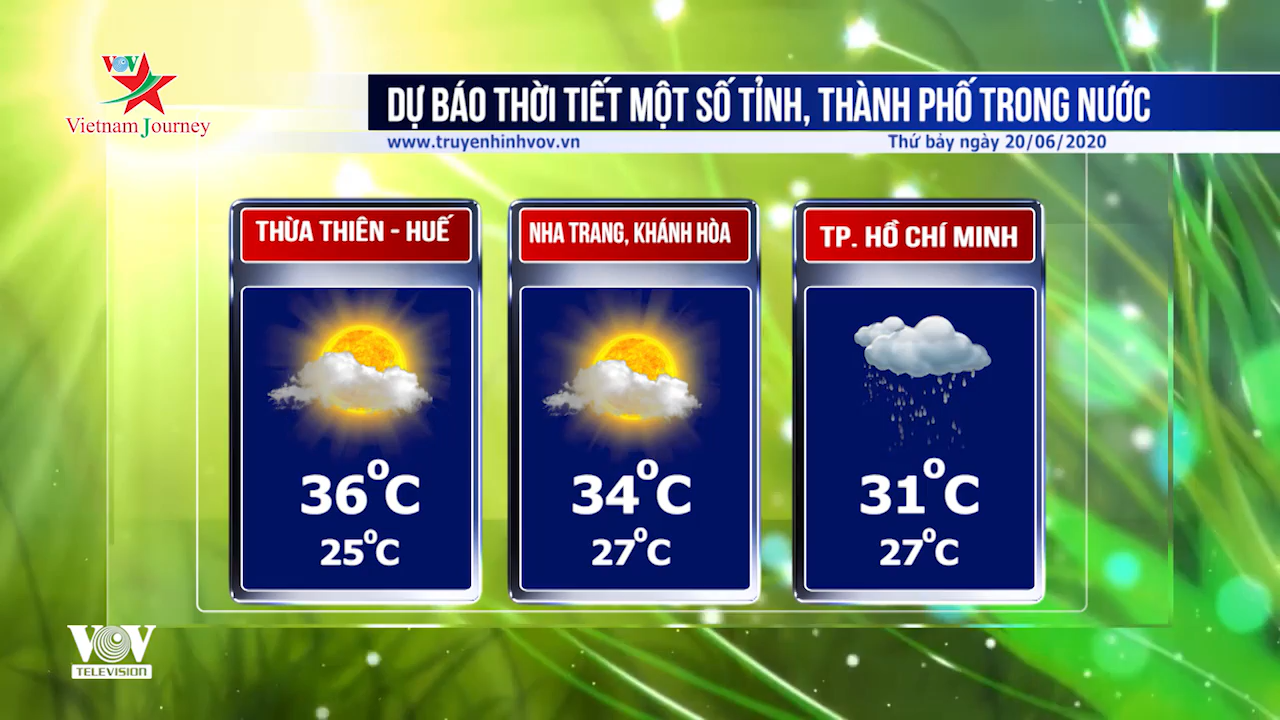 VOV
Vietnam Journey
DỰ BÁO THỜI TIẾT MỘT SỐ TỈNH, THÀNH PHỐ TRONG NƯỚC
www.truyenhinhvov.vn Thứ bảy ngày 20/06/2020
THỪA THIÊN - HUẾ
36°C
25°C
NHA TRANG, KHÁNH HÒA
34°C
27°C
TP. HỒ CHÍ MINH
31°C
27°C
VOV
TELEVISION